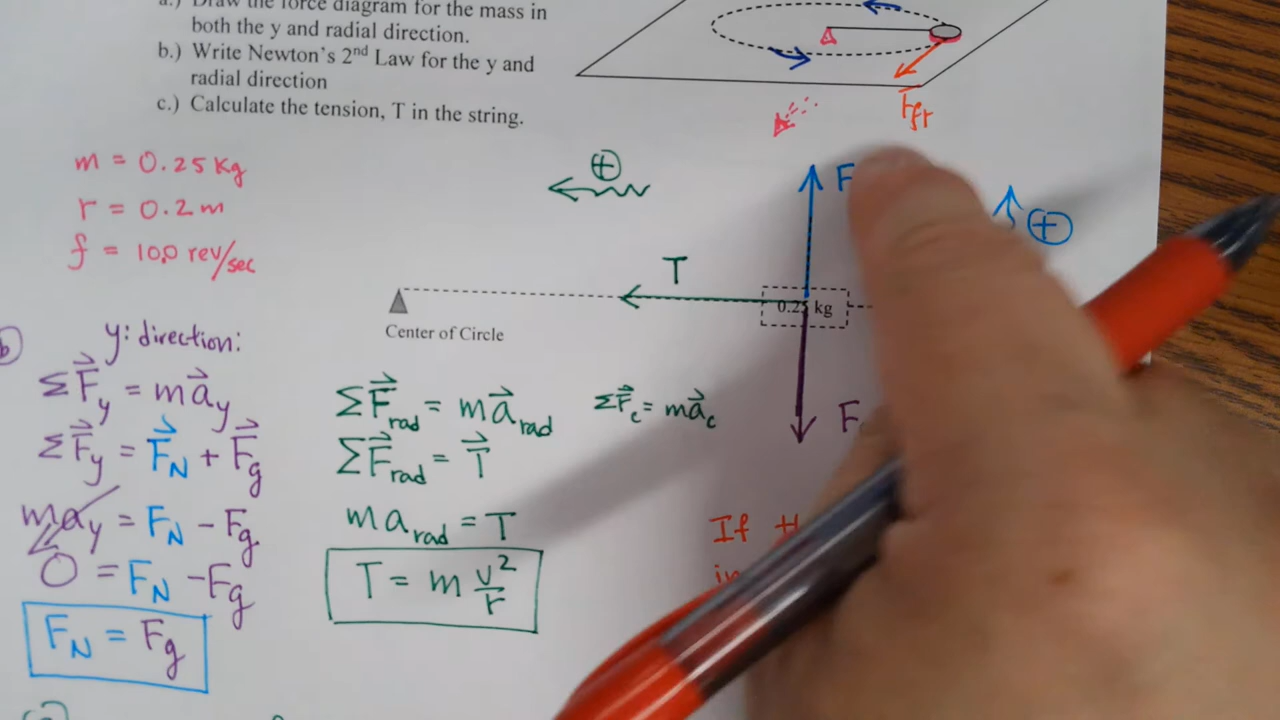 a.) Draw the force diagram for the mass in
both the y and radial direction.
b.) Write Newton's 2nd Law for the y and
radial direction
c.) Calculate the tension, T in the string.
Ffr
m = 0.25 Kg
r = 0.2 m
f = 10.0 rev/sec
+
F
+
T
0.25 kg
Center of Circle
F
b
y: direction:
ΣF⃗y = ma⃗y
ΣF⃗y = F⃗N + F⃗g
may = FN - Fg
0 = FN - Fg
FN = Fg
ΣF⃗rad = ma⃗rad
ΣF⃗c = ma⃗c
ΣF⃗rad = T⃗
marad = T
T = m v²/r
If
in